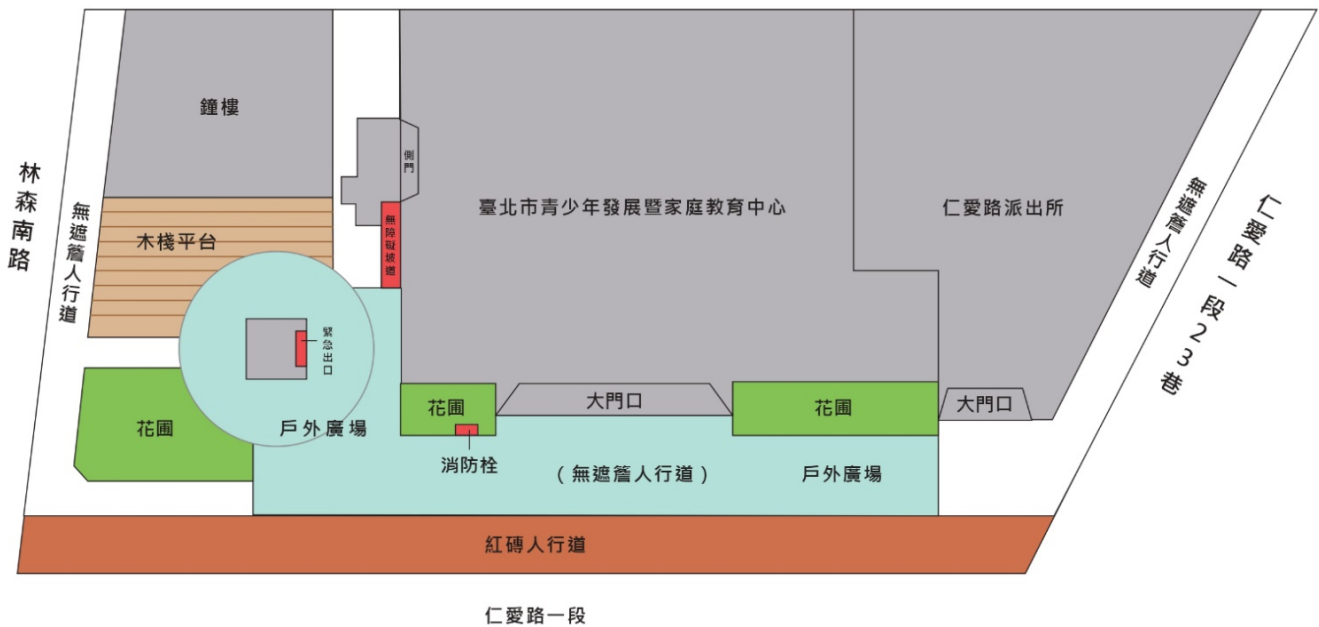 鐘樓
側門
臺北市青少年發展暨家庭教育中心
仁愛路派出所
林森南路
無遮簷人行道
木棧平台
無障礙坡道
無遮簷人行道
仁愛路一段23巷
緊急出口
花圃
戶外廣場
花圃
大門口
花圃
大門口
消防栓
(無遮簷人行道)
戶外廣場
紅磚人行道
仁愛路一段